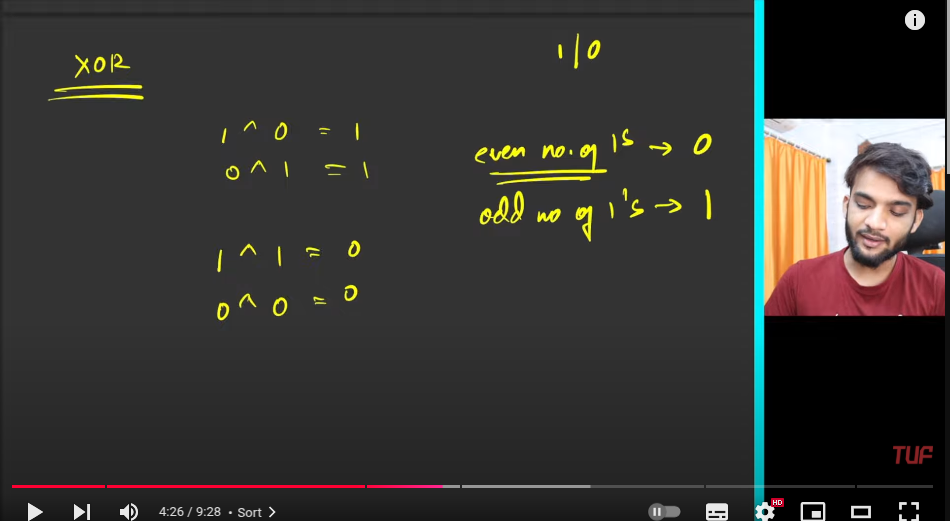 XOR
1/0
1 ^ 0 = 1
0 ^ 1 = 1
even no. of 1s → 0
odd no of 1's → 1
1 ^ 1 = 0
0 ^ 0 = 0
TUF
4:26 / 9:28 • Sort >
HD